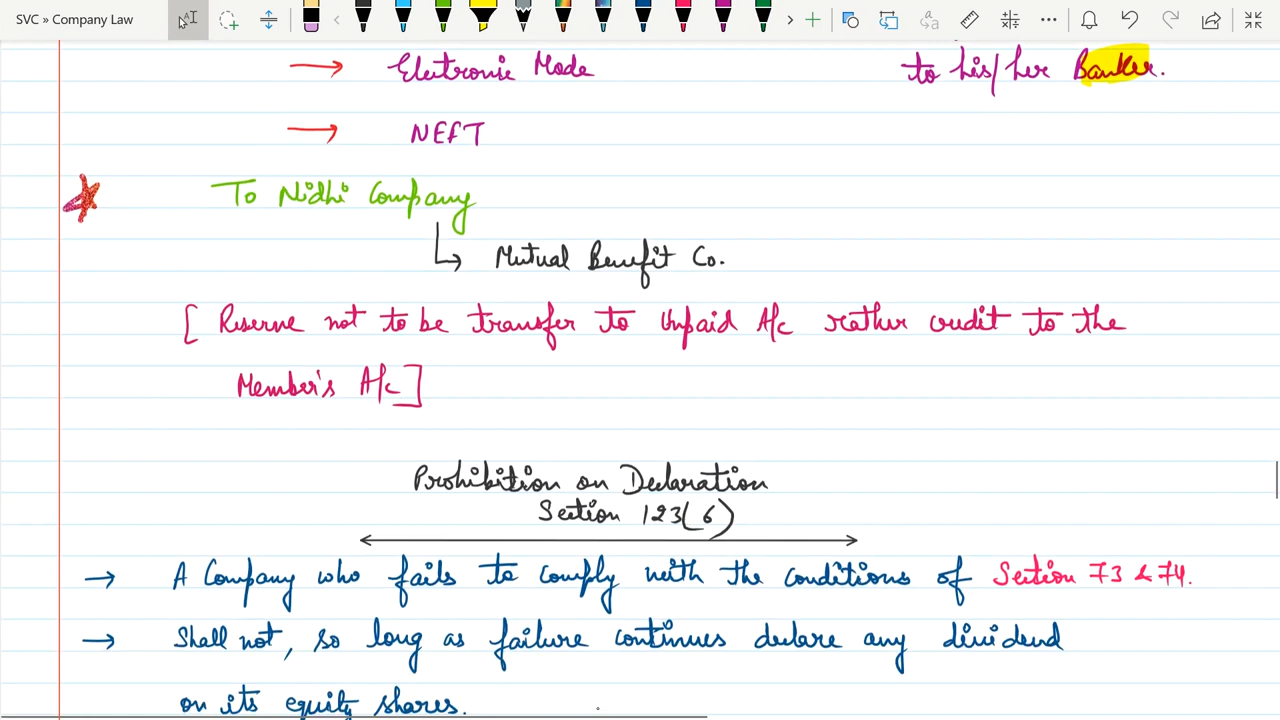 SVC » Company Law
→ Electronic Mode
to his/her Banker.
→ NEFT
To Nidhi Company
Mutual Benefit Co.
[ Reserve not to be transfer to Unpaid A/c rather credit to the
Member's A/c ]
Prohibition on Declaration
Section 123(6)
→ A Company who fails to comply with the conditions of Section 73 & 74.
→ Shall not, so long as failure continues declare any dividend
on its equity shares.